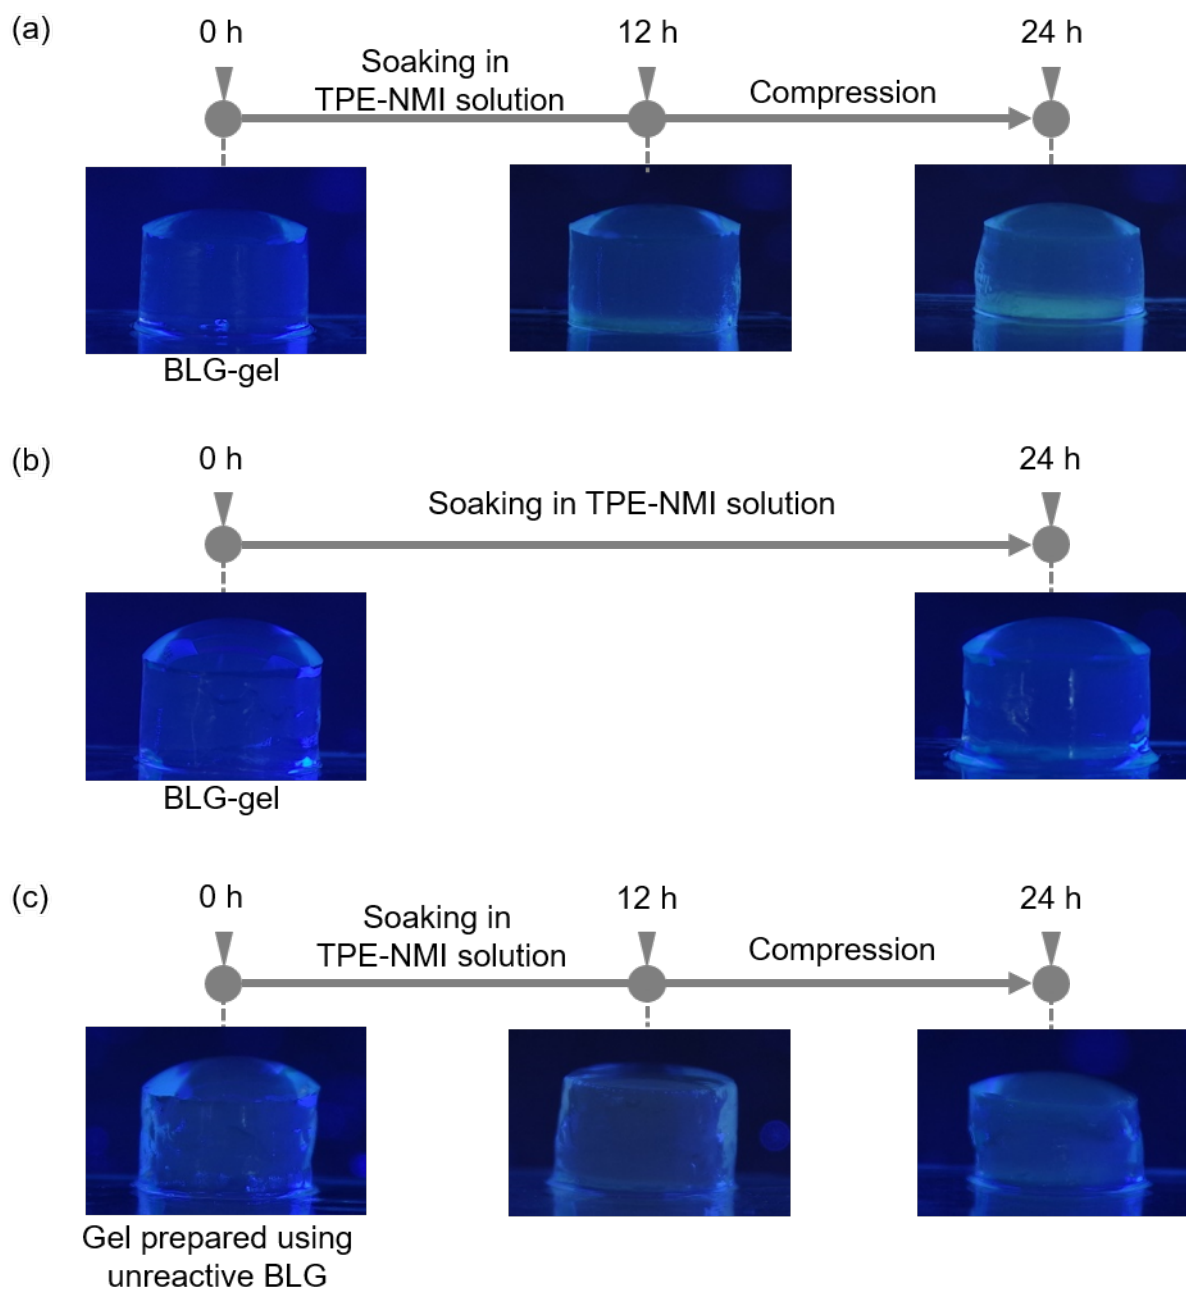 (a)
0 h
12 h
24 h
Soaking in
TPE-NMI solution
Compression
BLG-gel
(b)
0 h
24 h
Soaking in TPE-NMI solution
BLG-gel
(c)
0 h
12 h
24 h
Soaking in
TPE-NMI solution
Compression
Gel prepared using
unreactive BLG